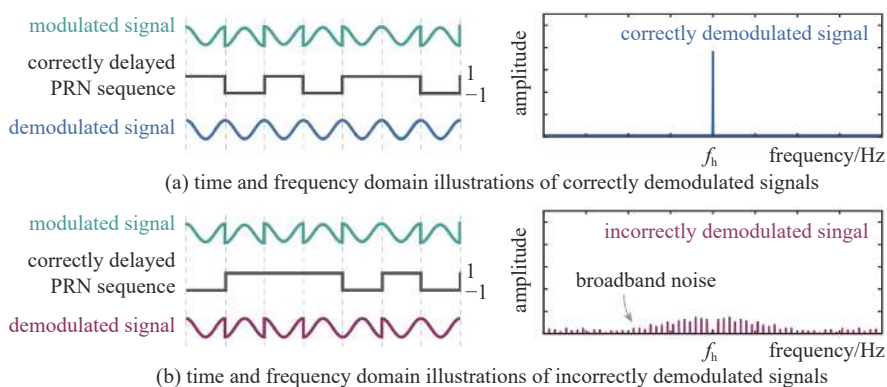 modulated signal
correctly delayed
PRN sequence
1
−1
demodulated signal
amplitude
correctly demodulated signal
fh
frequency/Hz
(a) time and frequency domain illustrations of correctly demodulated signals
modulated signal
correctly delayed
PRN sequence
1
−1
demodulated signal
amplitude
incorrectly demodulated singal
broadband noise
fh
frequency/Hz
(b) time and frequency domain illustrations of incorrectly demodulated signals